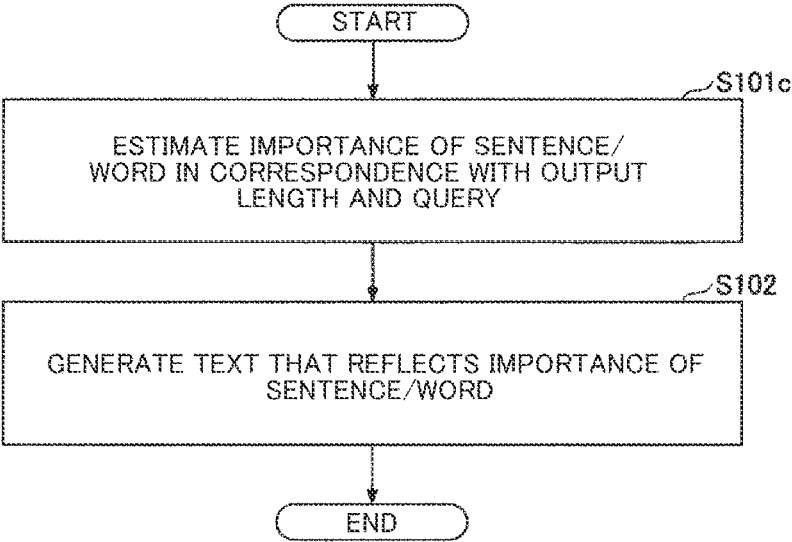 START
S101c
ESTIMATE IMPORTANCE OF SENTENCE/
WORD IN CORRESPONDENCE WITH OUTPUT
LENGTH AND QUERY
S102
GENERATE TEXT THAT REFLECTS IMPORTANCE OF
SENTENCE/WORD
END